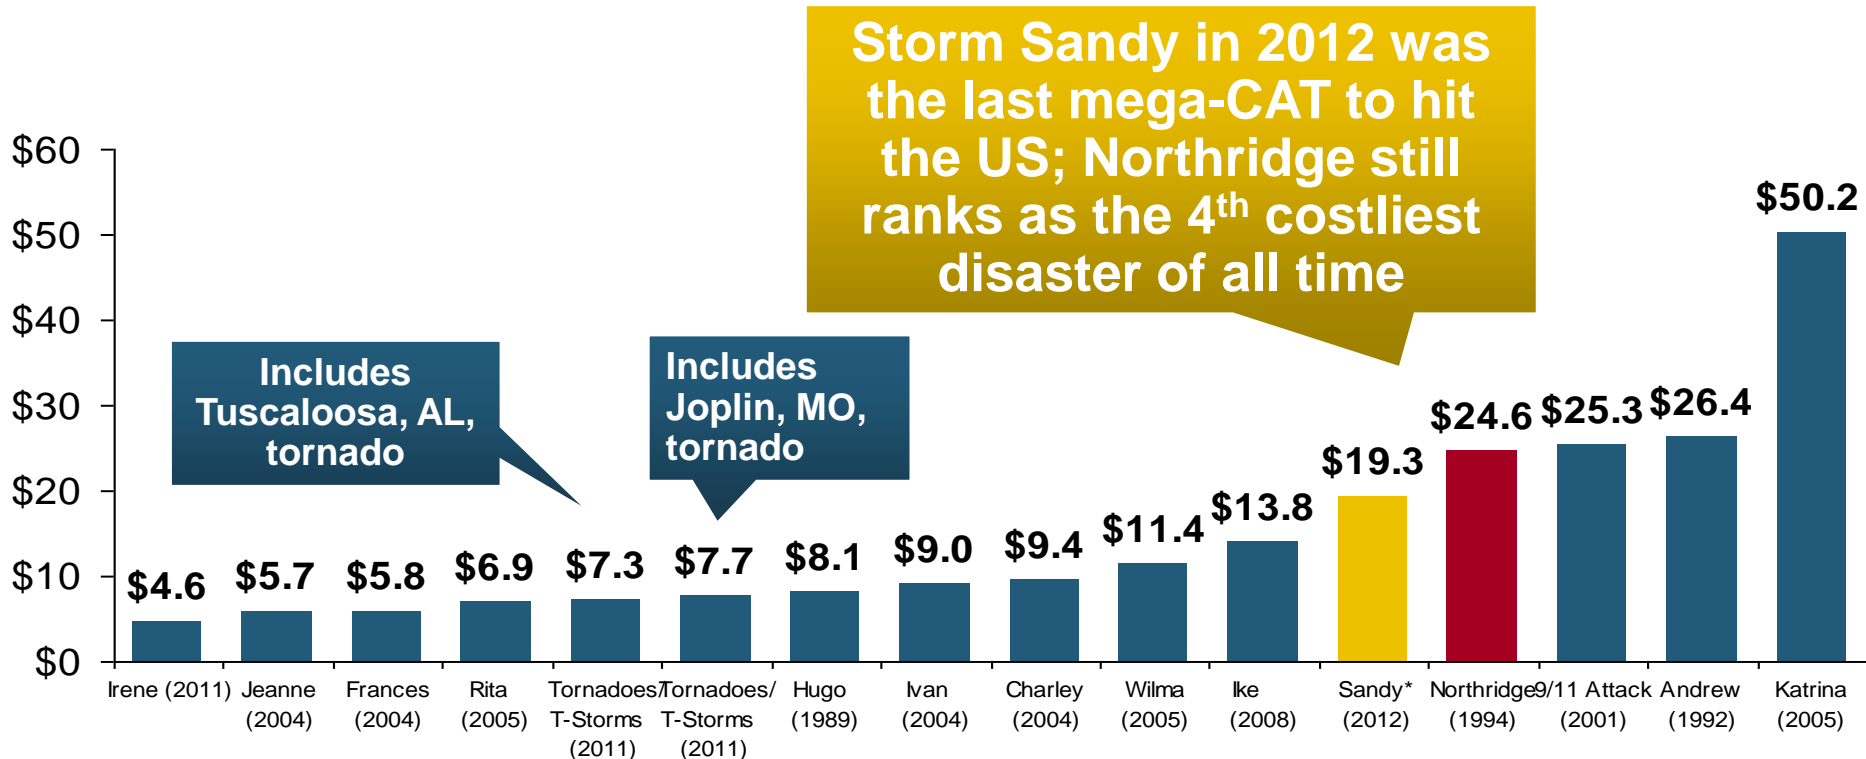 Storm Sandy in 2012 was
the last mega-CAT to hit
the US; Northridge still
ranks as the 4th costliest
disaster of all time
$60
$50
$40
$30
$20
$10
$0
Includes
Tuscaloosa, AL,
tornado
Includes
Joplin, MO,
tornado
$4.6
$5.7
$5.8
$6.9
$7.3
$7.7
$8.1
$9.0
$9.4
$11.4
$13.8
$19.3
$24.6
$25.3
$26.4
$50.2
Irene (2011)
Jeanne
(2004)
Frances
(2004)
Rita
(2005)
Tornadoes/
T-Storms
(2011)
Tornadoes/
T-Storms
(2011)
Hugo
(1989)
Ivan
(2004)
Charley
(2004)
Wilma
(2005)
Ike
(2008)
Sandy*
(2012)
Northridge
(1994)
9/11 Attack
(2001)
Andrew
(1992)
Katrina
(2005)